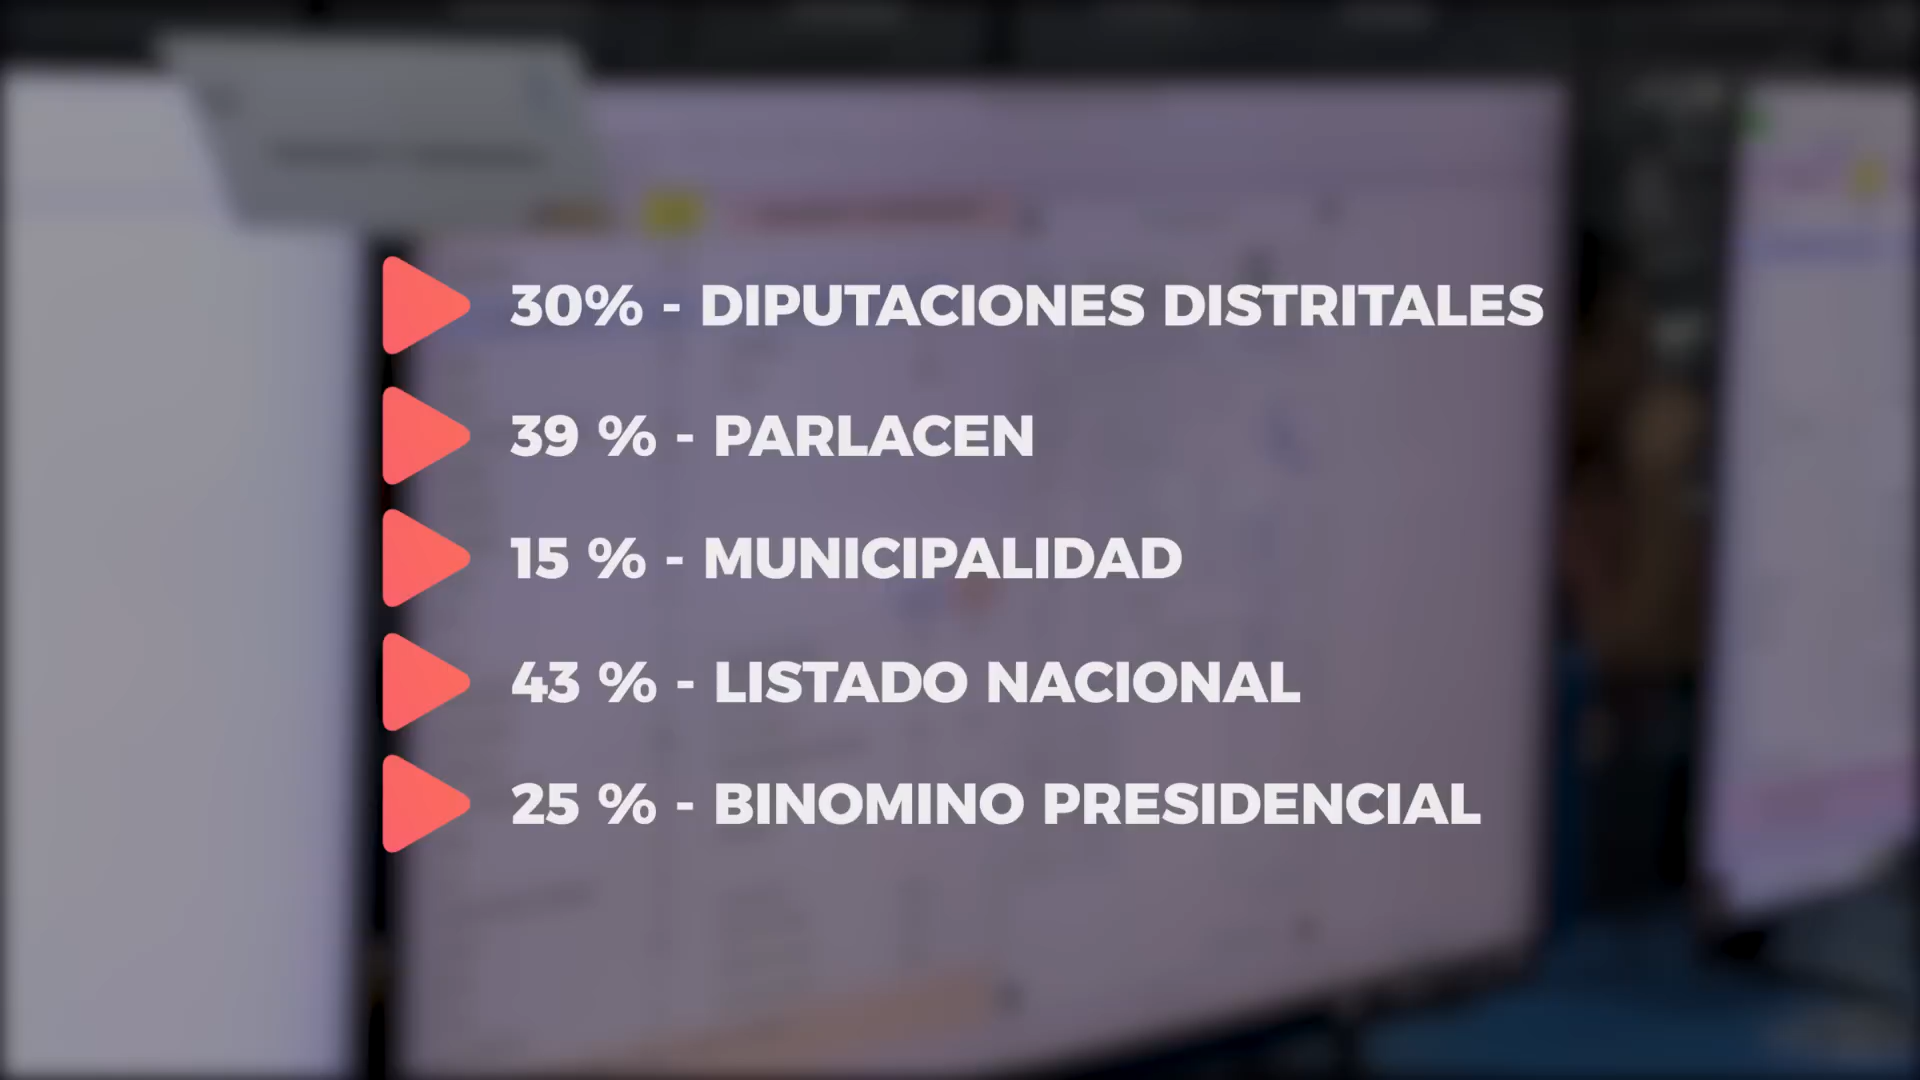 30% - DIPUTACIONES DISTRITALES
39 % - PARLACEN
15 % - MUNICIPALIDAD
43 % - LISTADO NACIONAL
25 % - BINOMINO PRESIDENCIAL